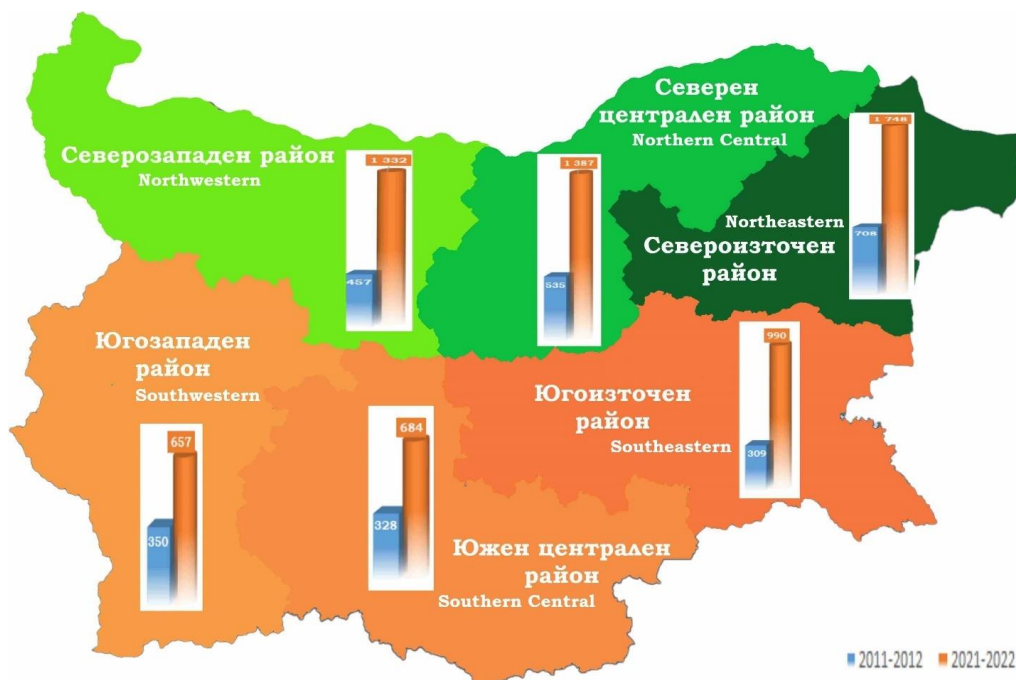 Северозападен район
Northwestern
1 332
457
Северен
централен район
Northern Central
1 387
535
Northeastern
Североизточен
район
1 748
708
Югозападен
район
Southwestern
657
350
684
328
Южен централен
район
Southern Central
Югоизточен
район
Southeastern
990
309
2011-2012
2021-2022